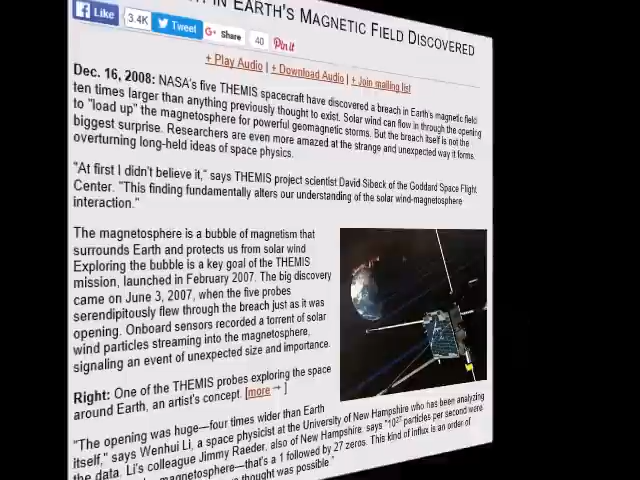 IN EARTH'S MAGNETIC FIELD DISCOVERED
Like 3.4K Tweet Share 40 Pin it
+ Play Audio | + Download Audio | + Join mailing list
Dec. 16, 2008: NASA's five THEMIS spacecraft have discovered a breach in Earth's magnetic field
ten times larger than anything previously thought to exist. Solar wind can flow in through the opening
to "load up" the magnetosphere for powerful geomagnetic storms. But the breach itself is not the
biggest surprise. Researchers are even more amazed at the strange and unexpected way it forms,
overturning long-held ideas of space physics.
"At first I didn't believe it," says THEMIS project scientist David Sibeck of the Goddard Space Flight
Center. "This finding fundamentally alters our understanding of the solar wind-magnetosphere
interaction."
The magnetosphere is a bubble of magnetism that
surrounds Earth and protects us from solar wind
Exploring the bubble is a key goal of the THEMIS
mission, launched in February 2007. The big discovery
came on June 3, 2007, when the five probes
serendipitously flew through the breach just as it was
opening. Onboard sensors recorded a torrent of solar
wind particles streaming into the magnetosphere,
signaling an event of unexpected size and importance.
Right: One of the THEMIS probes exploring the space
around Earth, an artist's concept. [more → ]
"The opening was huge—four times wider than Earth
itself," says Wenhui Li, a space physicist at the University of New Hampshire who has been analyzing
the data. Li's colleague Jimmy Raeder, also of New Hampshire. says "10²⁷ particles per second were
magnetosphere—that's a 1 followed by 27 zeros. This kind of influx is an order of
thought was possible"